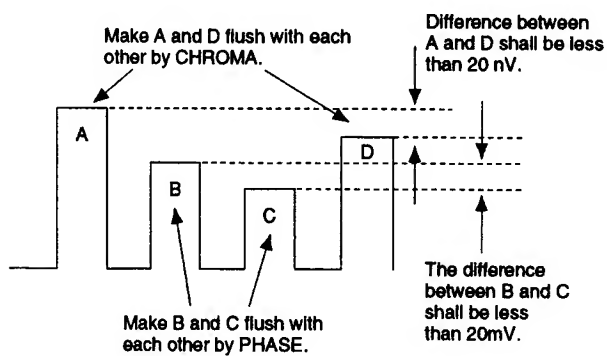 Make A and D flush with each
other by CHROMA.
Difference between
A and D shall be less
than 20 nV.
A
B
C
D
Make B and C flush with
each other by PHASE.
The difference
between B and C
shall be less
than 20mV.